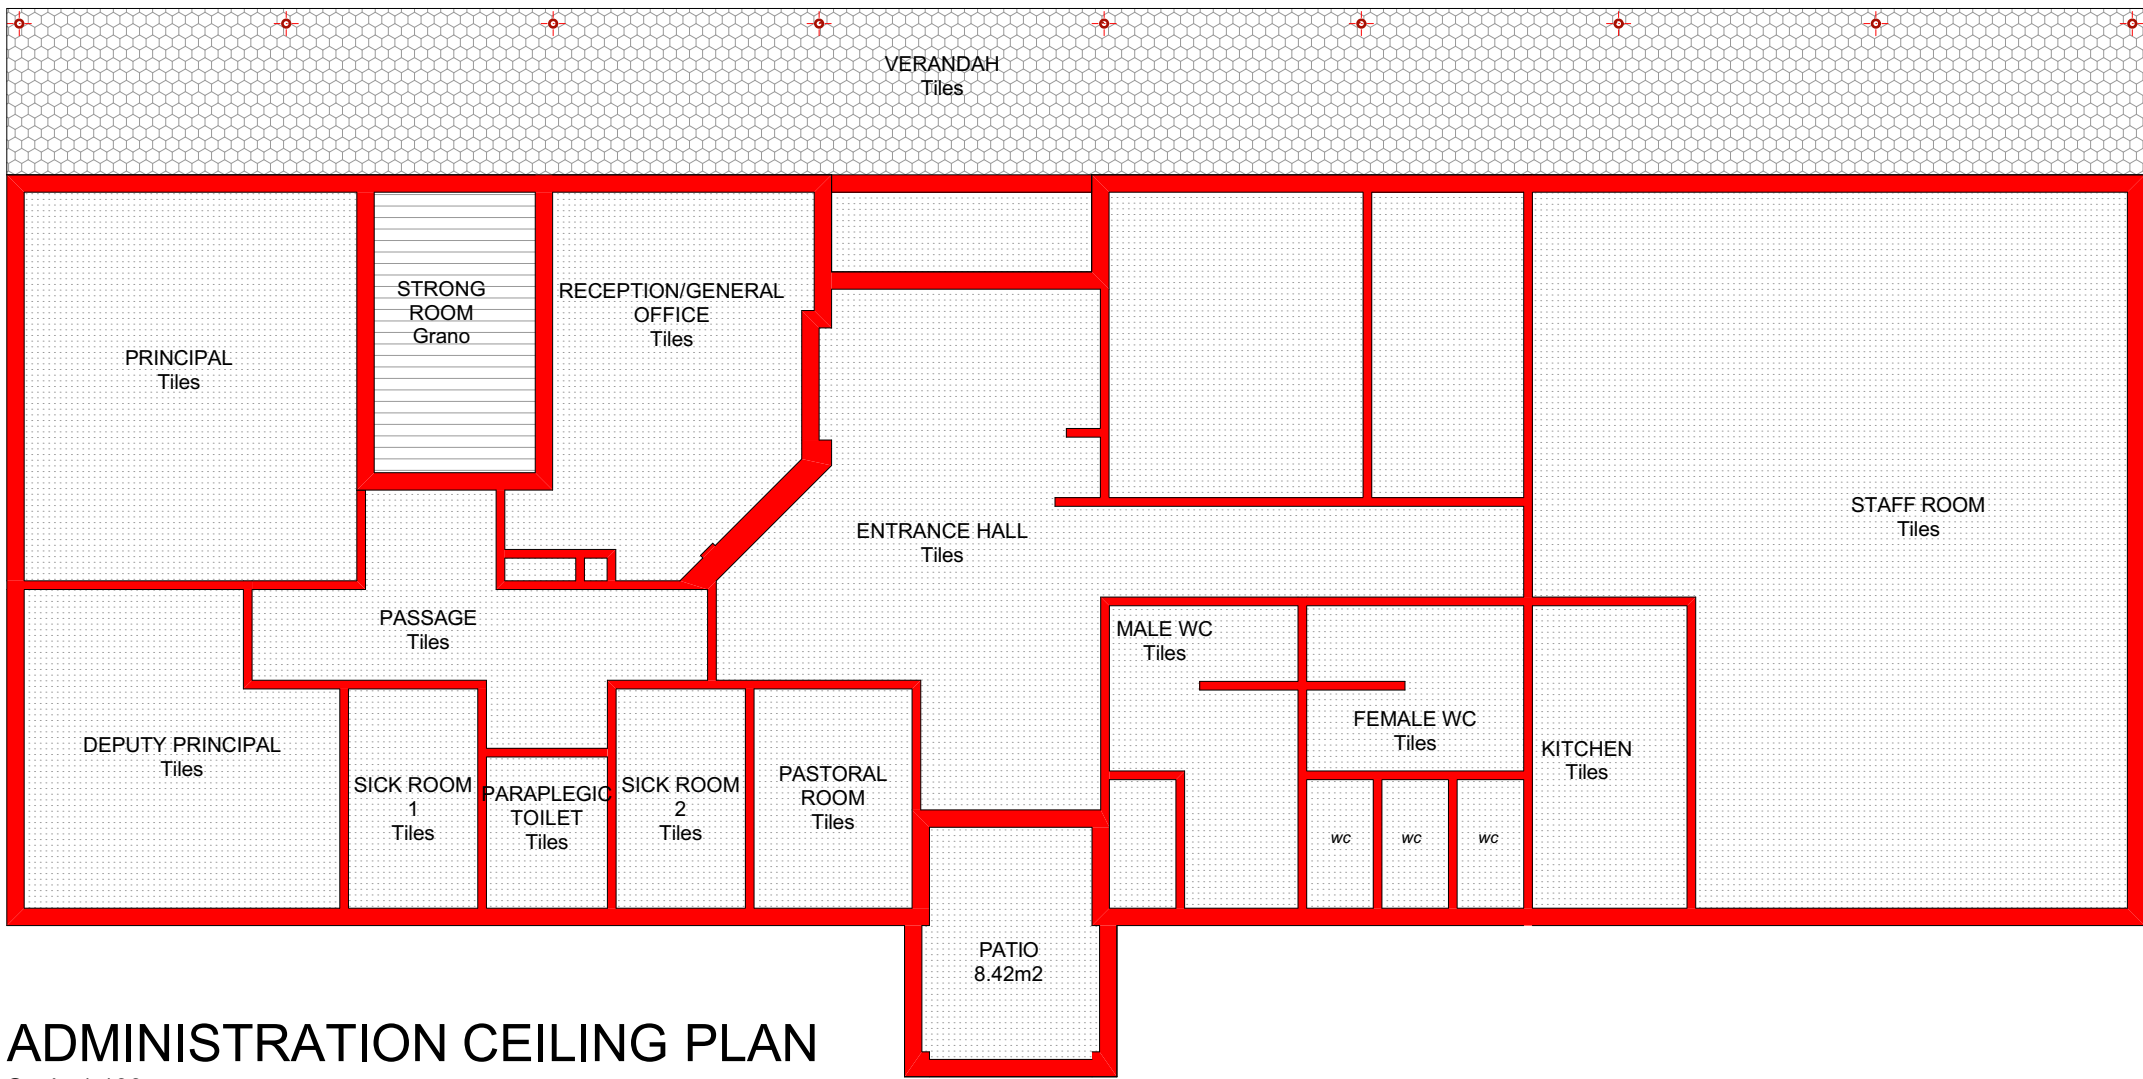 VERANDAH
Tiles
STRONG
ROOM
Grano
RECEPTION/GENERAL
OFFICE
Tiles
PRINCIPAL
Tiles
ENTRANCE HALL
Tiles
STAFF ROOM
Tiles
PASSAGE
Tiles
MALE WC
Tiles
FEMALE WC
Tiles
DEPUTY PRINCIPAL
Tiles
KITCHEN
Tiles
SICK ROOM
1
Tiles
PARAPLEGIC
TOILET
Tiles
SICK ROOM
2
Tiles
PASTORAL
ROOM
Tiles
wc
wc
wc
PATIO
8.42m2
ADMINISTRATION CEILING PLAN